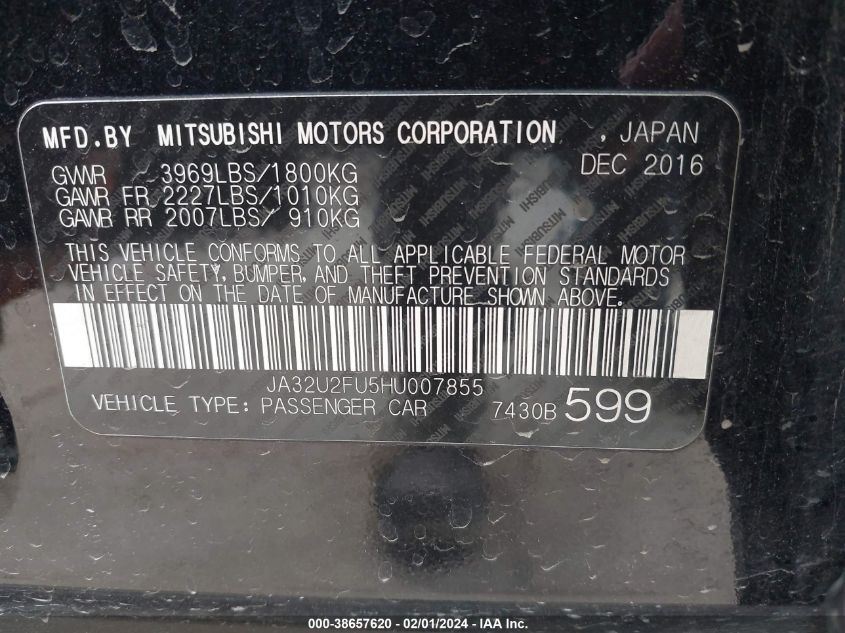 MFD.BY MITSUBISHI MOTORS CORPORATION , JAPAN
GVWR 3969LBS/1800KG DEC 2016
GAWR FR 2227LBS/1010KG
GAWR RR 2007LBS/ 910KG
THIS VEHICLE CONFORMS TO ALL APPLICABLE FEDERAL MOTOR
VEHICLE SAFETY, BUMPER, AND THEFT PREVENTION STANDARDS
IN EFFECT ON THE DATE OF MANUFACTURE SHOWN ABOVE.
JA32U2FU5HU007855
VEHICLE TYPE: PASSENGER CAR 7430B 599
000-38657620 - 02/01/2024 - IAA Inc.